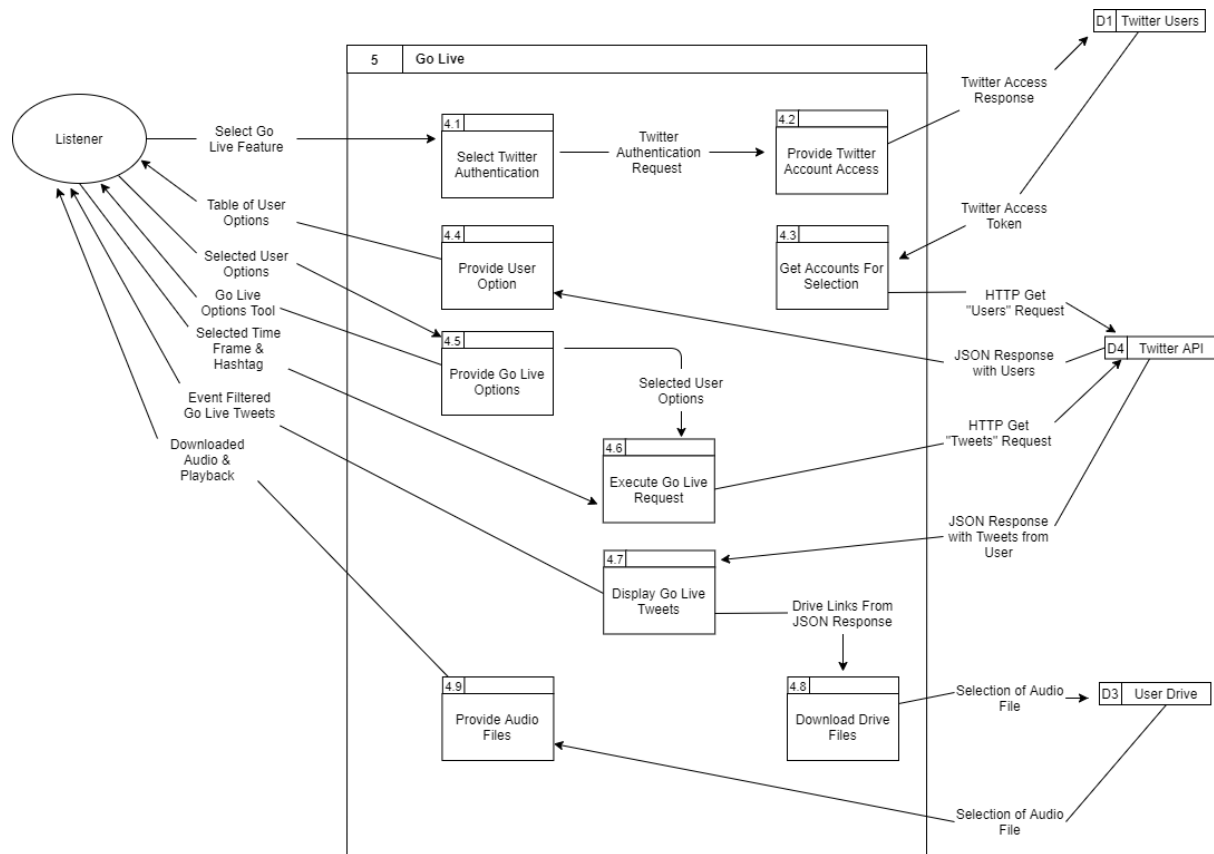 D1 Twitter Users
5 Go Live
Twitter Access
Response
Listener
Select Go
Live Feature
4.1
Select Twitter
Authentication
Twitter
Authentication
Request
4.2
Provide Twitter
Account Access
Table of User
Options
4.4
Provide User
Option
4.3
Get Accounts For
Selection
Twitter Access
Token
Selected User
Options
Go Live
Options Tool
HTTP Get
"Users" Request
Selected Time
Frame &
Hashtag
4.5
Provide Go Live
Options
Selected User
Options
JSON Response
with Users
D4 Twitter API
Event Filtered
Go Live Tweets
Downloaded
Audio &
Playback
4.6
Execute Go Live
Request
HTTP Get
"Tweets" Request
JSON Response
with Tweets from
User
4.7
Display Go Live
Tweets
Drive Links From
JSON Response
4.9
Provide Audio
Files
4.8
Download Drive
Files
Selection of Audio
File
D3 User Drive
Selection of Audio
File